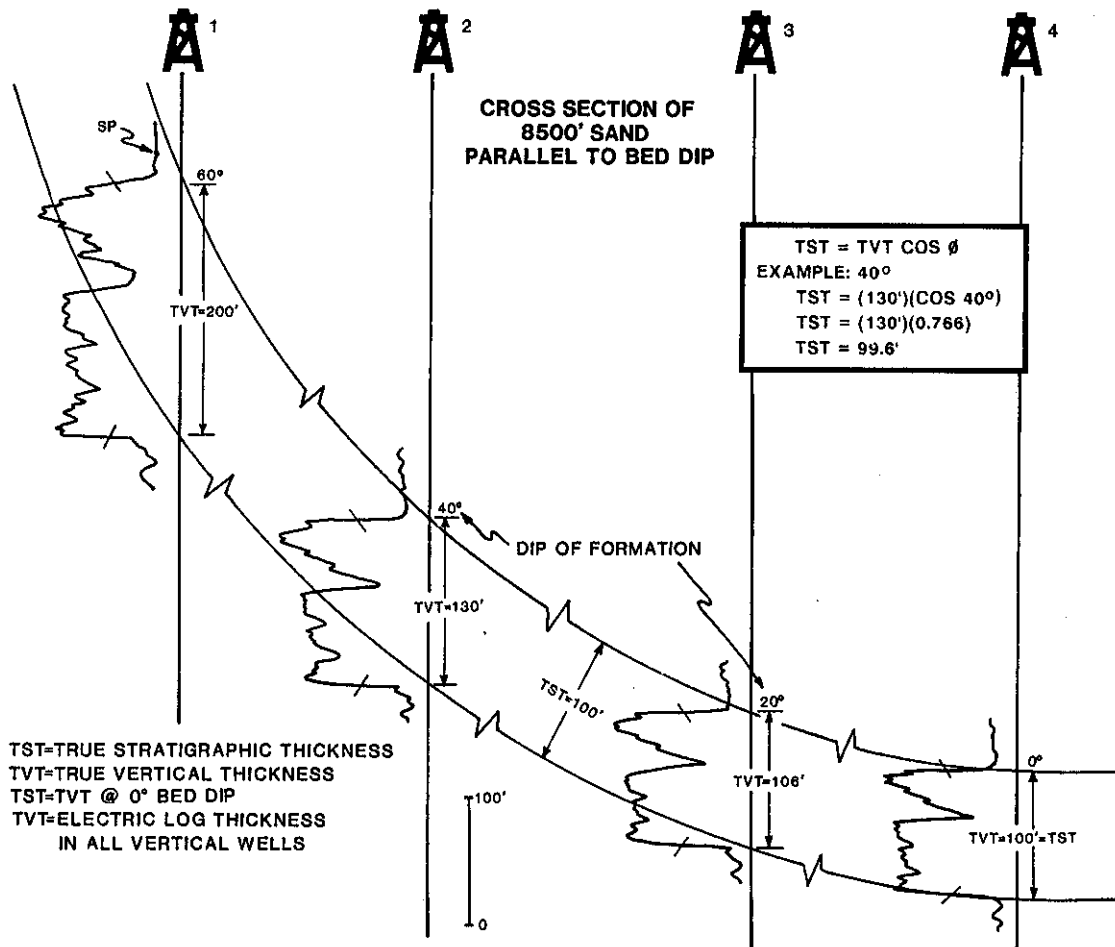 1
2
3
4
CROSS SECTION OF
8500' SAND
PARALLEL TO BED DIP
SP
60°
TVT=200'
TST = TVT COS Ø
EXAMPLE: 40°
TST = (130')(COS 40°)
TST = (130')(0.766)
TST = 99.6'
40°
DIP OF FORMATION
TVT=130'
TST=100'
20°
TVT=106'
0°
TVT=100'=TST
TST=TRUE STRATIGRAPHIC THICKNESS
TVT=TRUE VERTICAL THICKNESS
TST=TVT @ 0° BED DIP
TVT=ELECTRIC LOG THICKNESS
IN ALL VERTICAL WELLS
100'
0